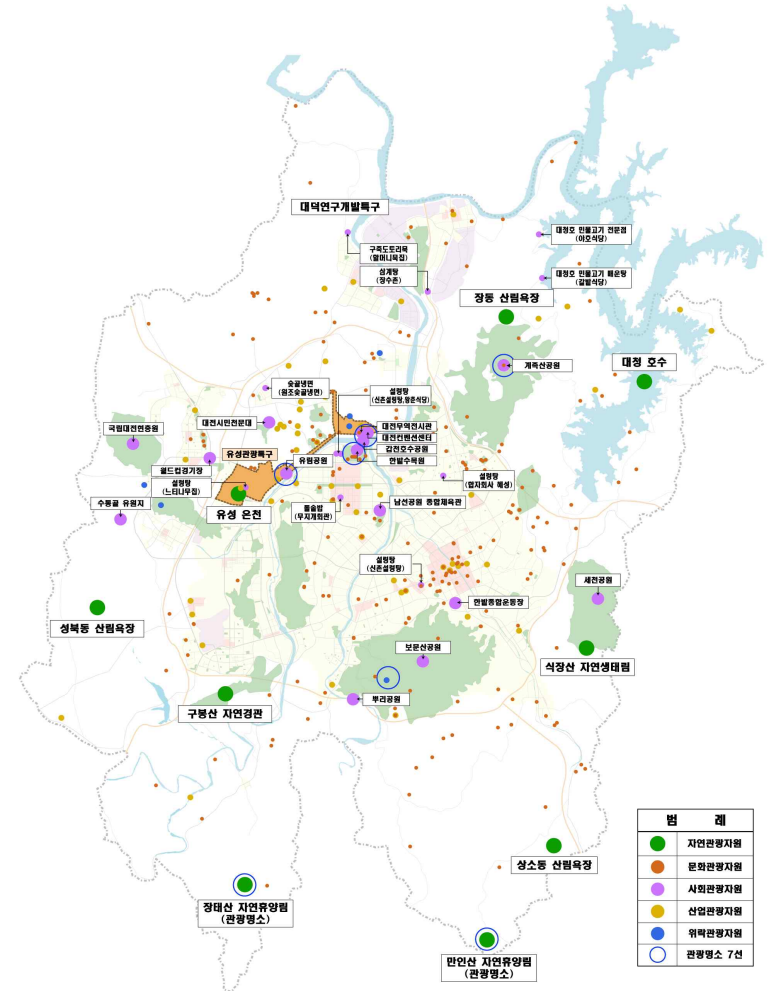 대덕연구개발특구
구즉도토리묵
(할머니묵집)
삼계탕
(장수촌)
대청호 민물고기 전문점
(야호식당)
대청호 민물고기 매운탕
(갈밭식당)
장동 산림욕장
계족산공원
대청 호수
숯골냉면
(원조숯골냉면)
설렁탕
(신촌설렁탕,왕준식당)
대전시민천문대
대전무역전시관
대전컨벤션센터
갑천호수공원
한밭수목원
국립대전현충원
유성관광특구
유림공원
월드컵경기장
설렁탕
(느티나무집)
수통골 유원지
유성 온천
돌솥밥
(무지개회관)
남선공원 종합체육관
설렁탕
(합자회사 혜성)
설렁탕
(신촌설렁탕)
한밭종합운동장
세천공원
성북동 산림욕장
보문산공원
식장산 자연생태림
구봉산 자연경관
뿌리공원
상소동 산림욕장
장태산 자연휴양림
(관광명소)
만인산 자연휴양림
(관광명소)
범 례
자연관광자원
문화관광자원
사회관광자원
산업관광자원
위락관광자원
관광명소 7선